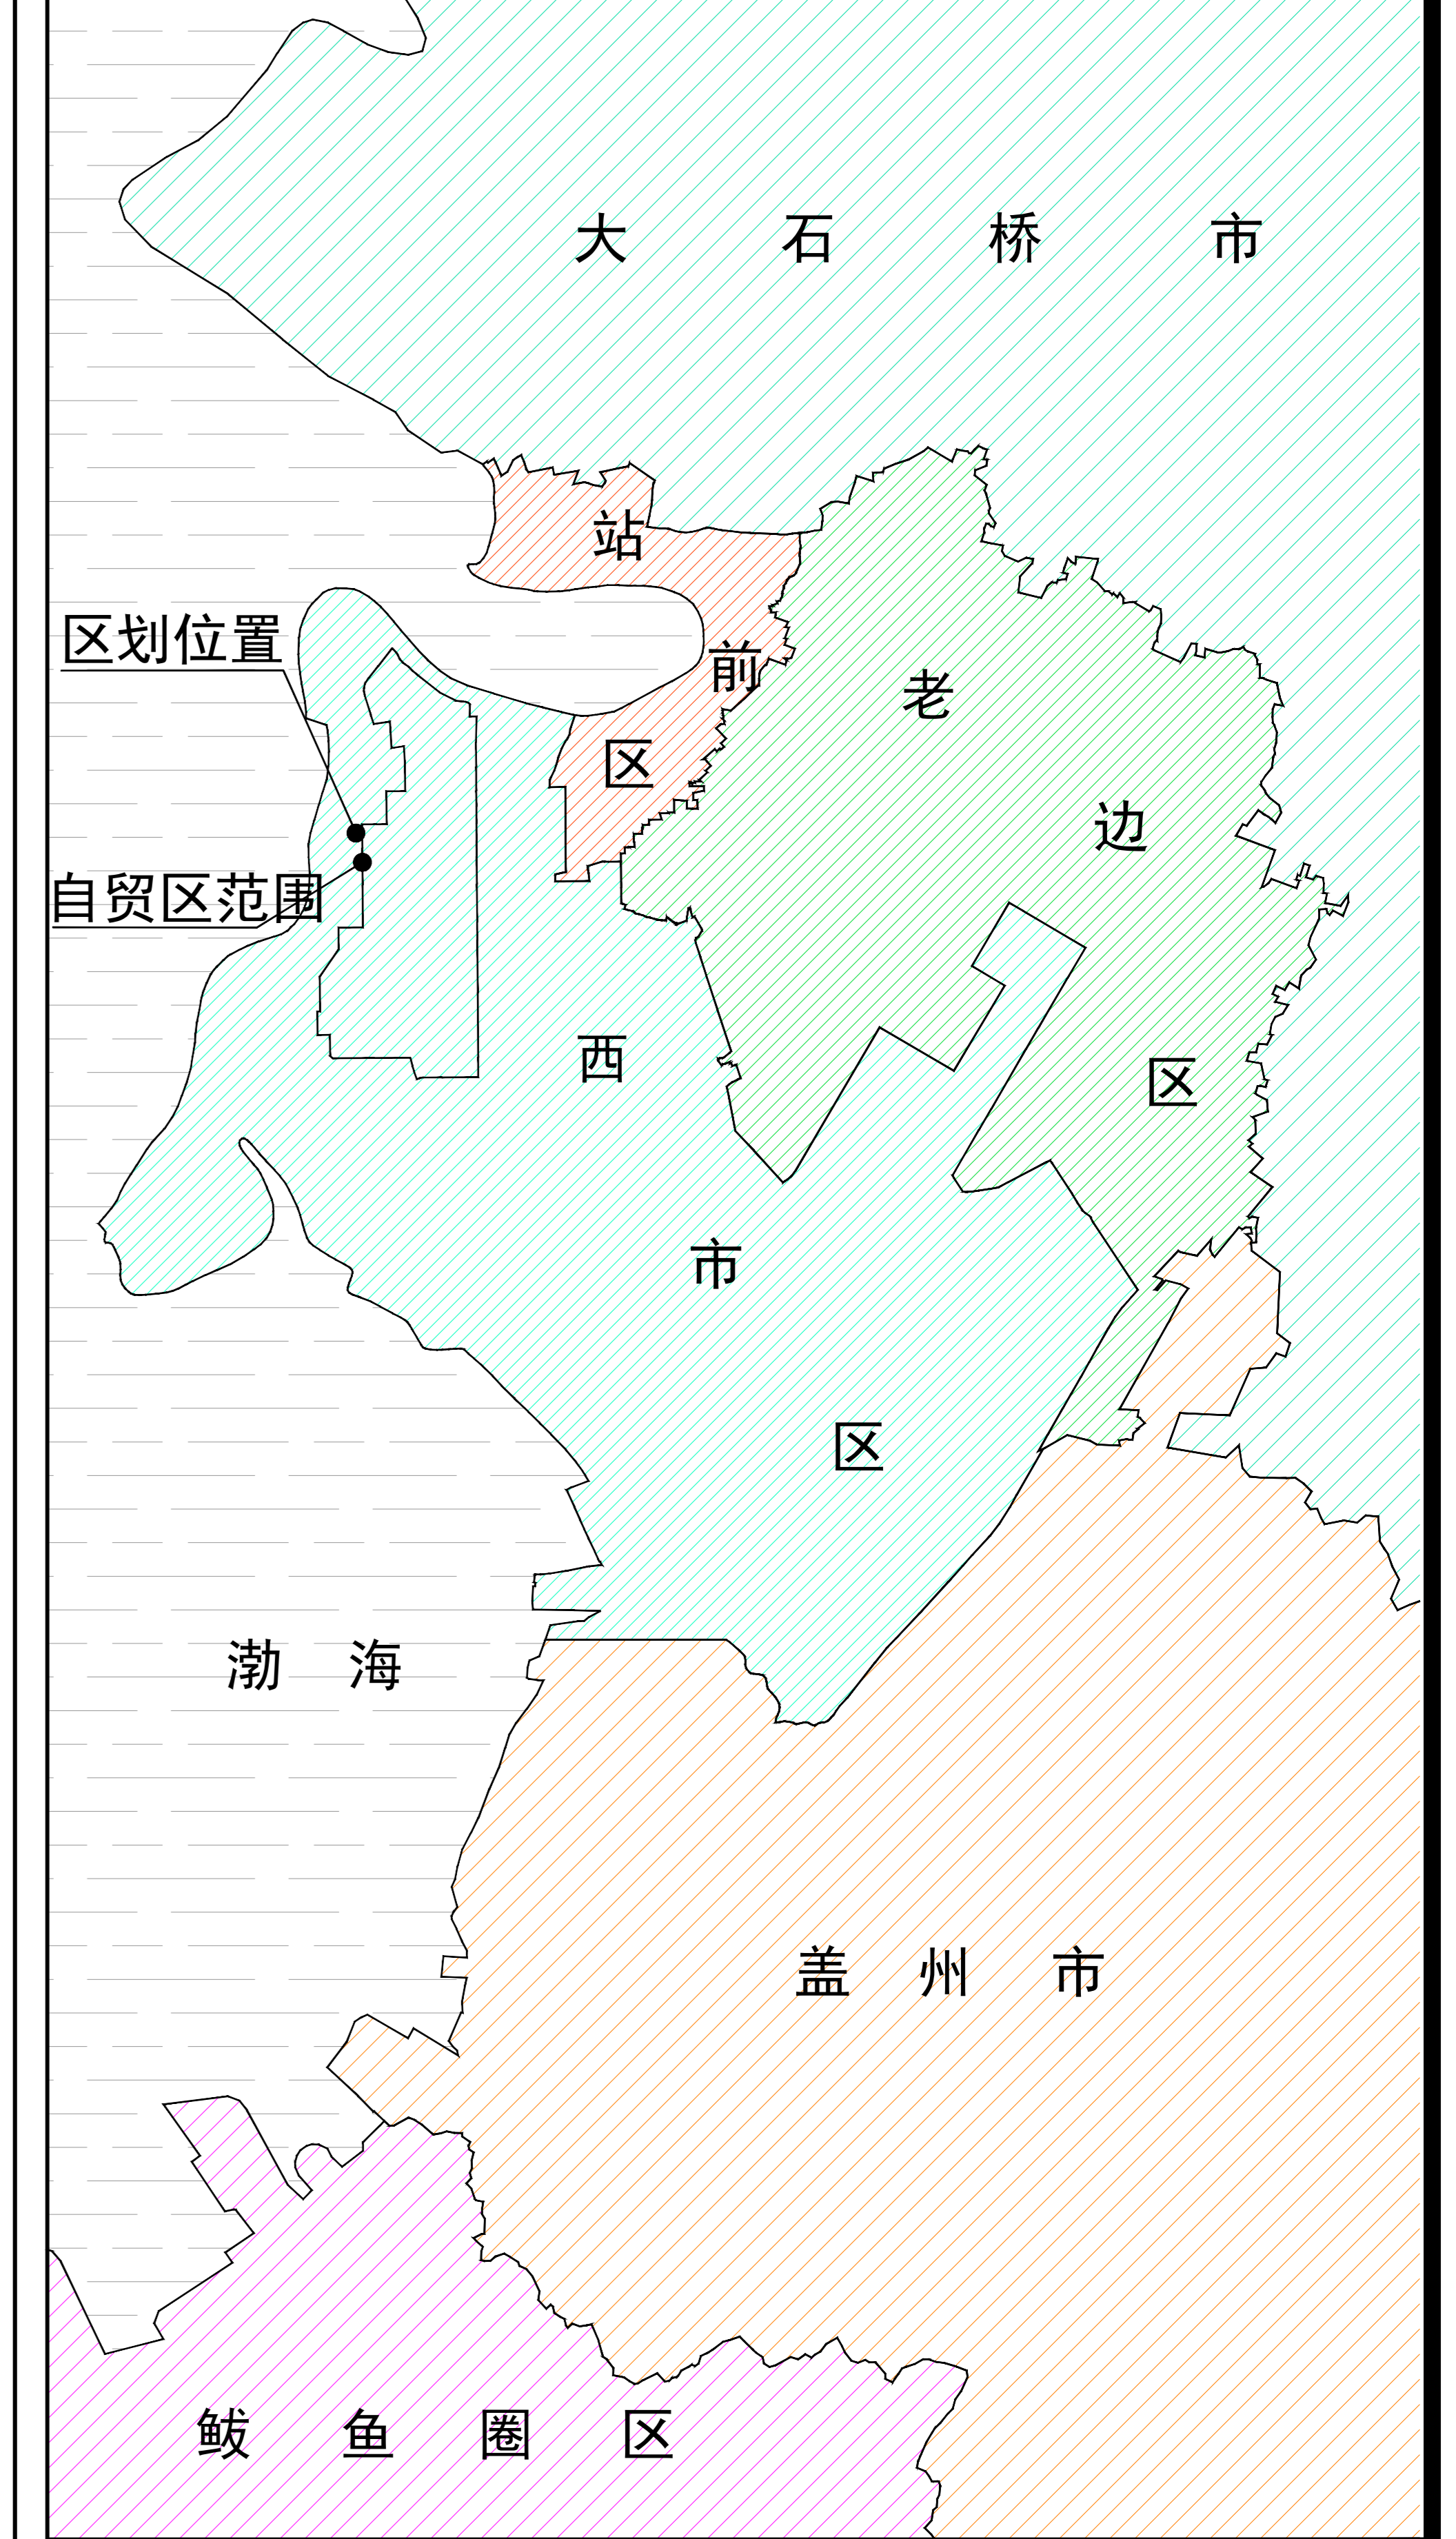 大石桥市
站前区
区划位置
老边区
自贸区范围
西市区
渤海
盖州市
鲅鱼圈区